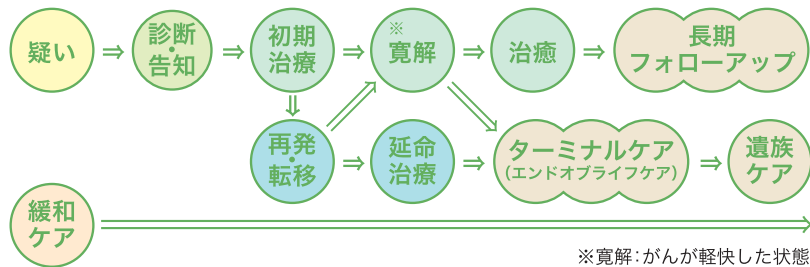 疑い
診断
・
告知
初期
治療
※
寛解
治癒
長期
フォローアップ
再発
・
転移
延命
治療
ターミナルケア
(エンドオブライフケア)
遺族
ケア
緩和
ケア
※寛解:がんが軽快した状態